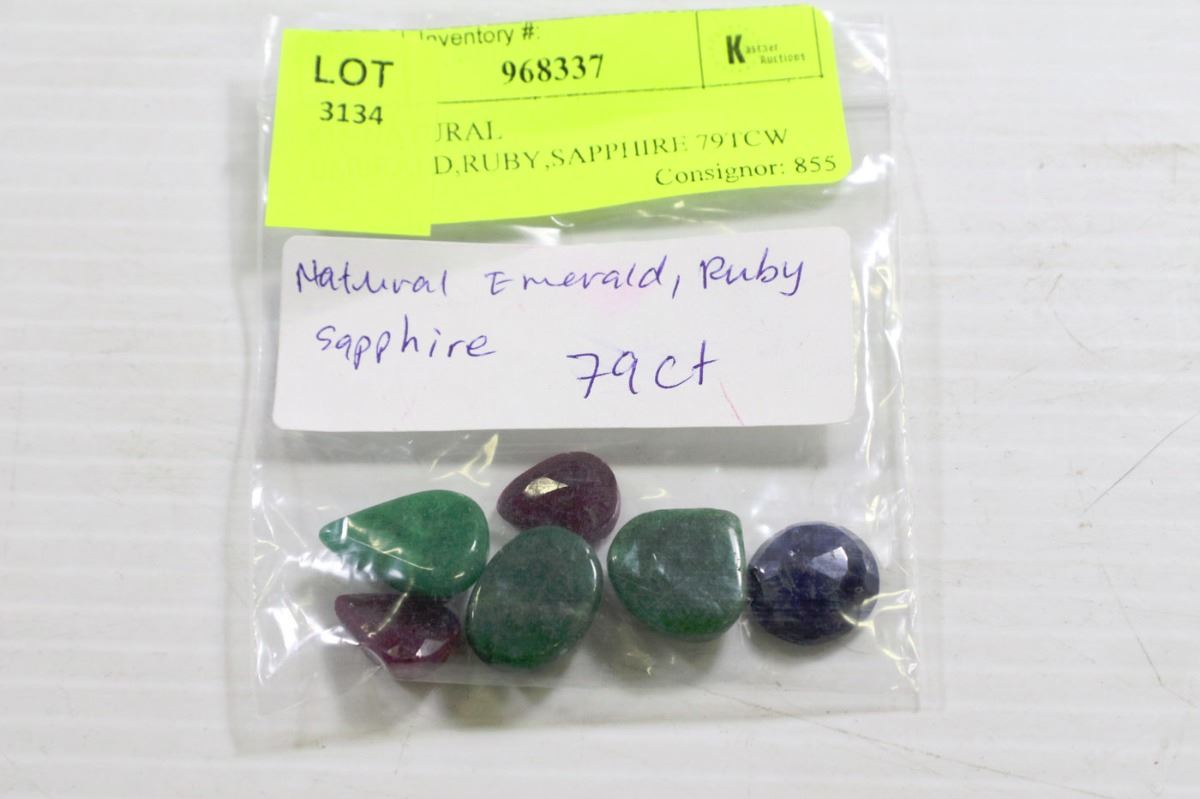 LOT
3134
Inventory #:
968337
Kastner
Auctions
URAL
D,RUBY,SAPPHIRE 79TCW
Consignor: 855
Natural Emerald, Ruby
Sapphire 79ct